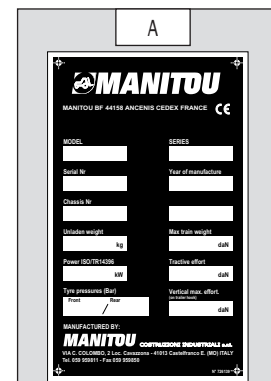 A
MANITOU
MANITOU BF 44158 ANCENIS CEDEX FRANCE CE
MODEL SERIES
Serial Nr Year of manufacture
Chassis Nr
Unladen weight Max train weight
kg daN
Power ISO/TR14396 Tractive effort
kW daN
Tyre pressures (Bar) Vertical max. effort.
(on trailer hook)
Front Rear
/ daN
MANUFACTURED BY:
MANITOU COSTRUZIONI INDUSTRIALI s.r.l.
VIA C. COLOMBO, 2 Loc. Cavazzona - 41013 Castelfranco E. (MO) ITALY
Tel. 059 959811 - Fax 059 959850